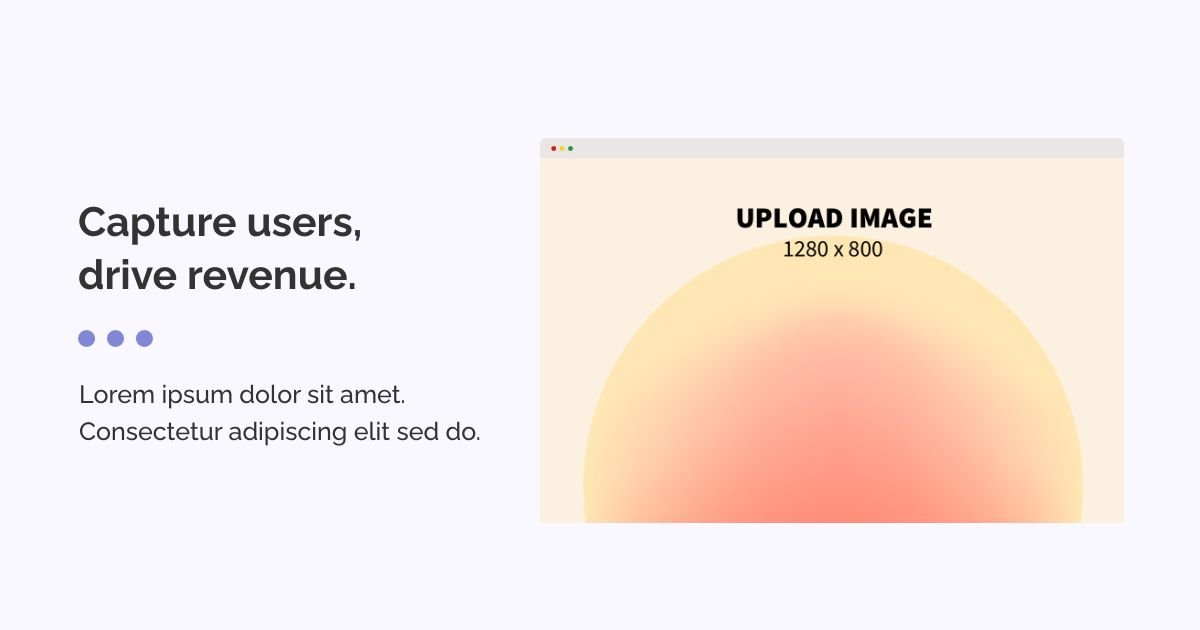 Capture users,
drive revenue.
Lorem ipsum dolor sit amet.
Consectetur adipiscing elit sed do.
UPLOAD IMAGE
1280 x 800